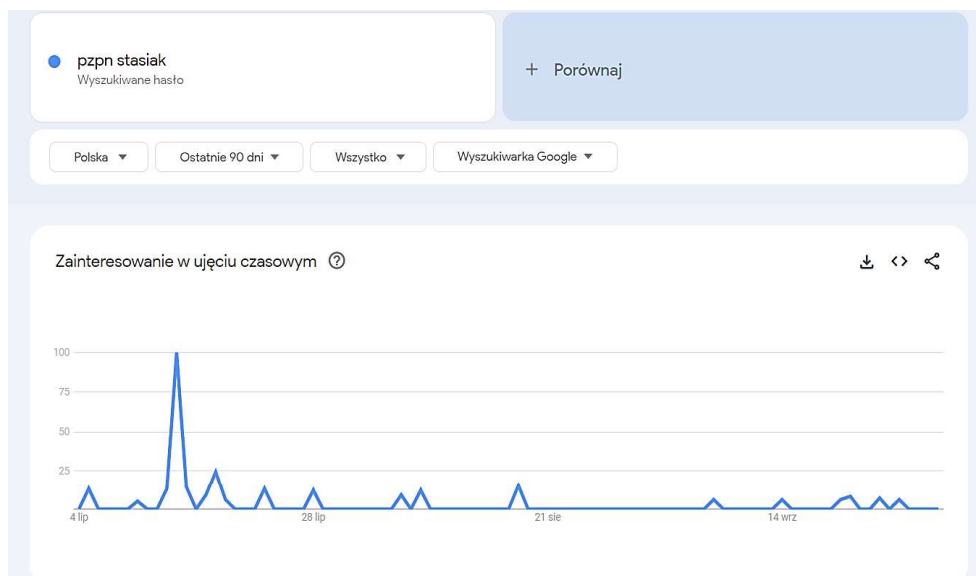 pzpn stasiak
Wyszukiwane hasło
+ Porównaj
Polska
Ostatnie 90 dni
Wszystko
Wyszukiwarka Google
Zainteresowanie w ujęciu czasowym ?
100
75
50
25
4 lip
28 lip
21 sie
14 wrz